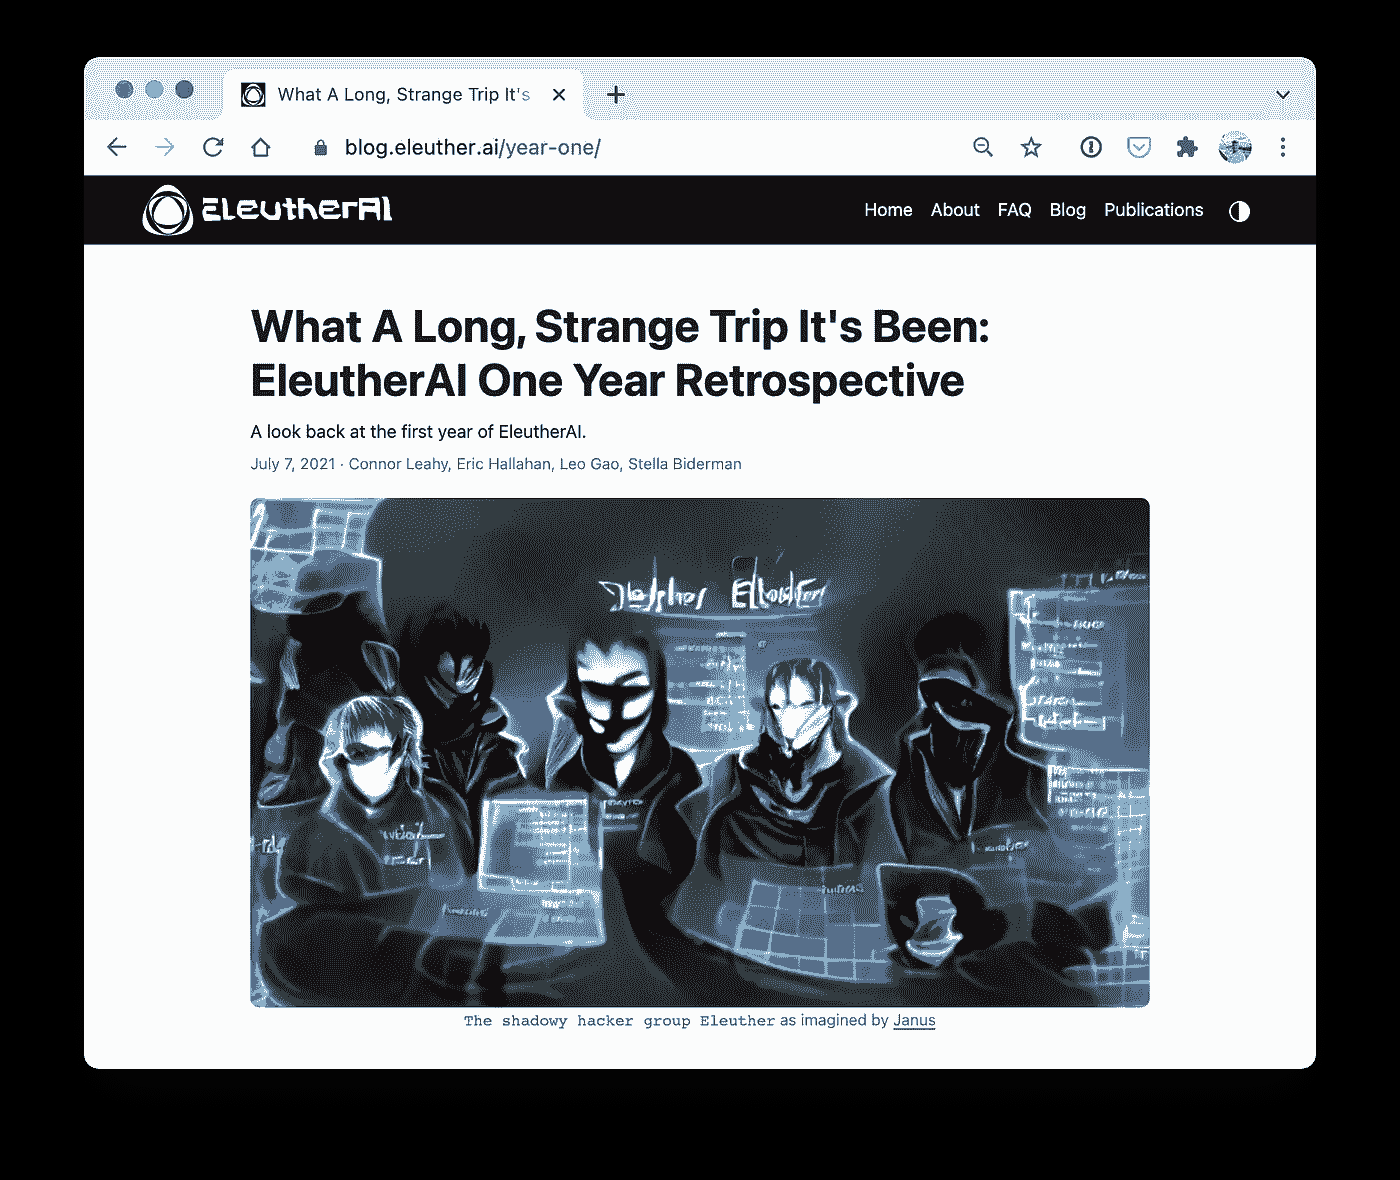 What A Long, Strange Trip It's
blog.eleuther.ai/year-one/
EleutherAI
Home About FAQ Blog Publications
What A Long, Strange Trip It's Been:
EleutherAI One Year Retrospective
A look back at the first year of EleutherAI.
July 7, 2021 · Connor Leahy, Eric Hallahan, Leo Gao, Stella Biderman
The shadowy hacker group Eleuther as imagined by Janus